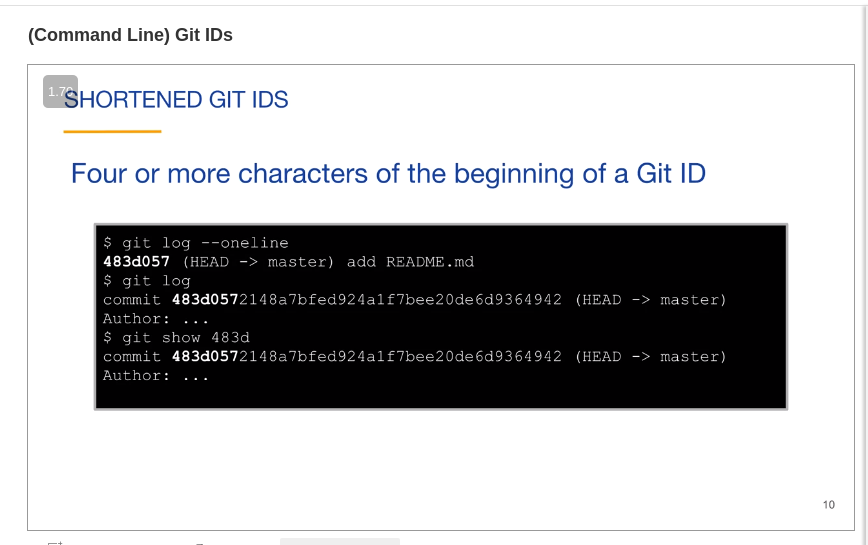 (Command Line) Git IDs
SHORTENED GIT IDS
Four or more characters of the beginning of a Git ID
$ git log --oneline
483d057 (HEAD -> master) add README.md
$ git log
commit 483d0572148a7bfed924a1f7bee20de6d9364942 (HEAD -> master)
Author: ...
$ git show 483d
commit 483d0572148a7bfed924a1f7bee20de6d9364942 (HEAD -> master)
Author: ...
10